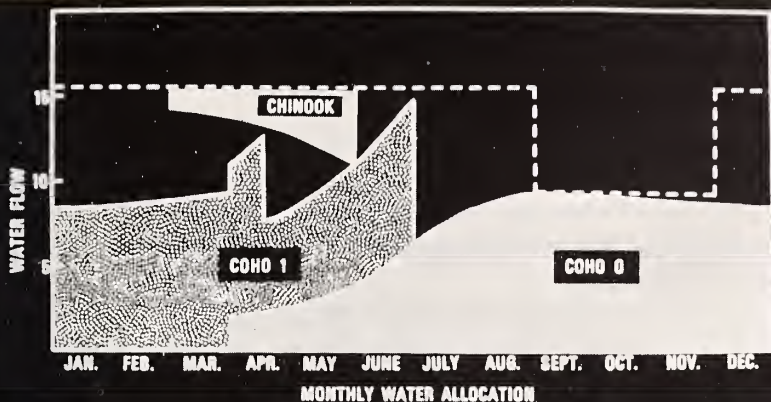 WATER FLOW
15
10
5
CHINOOK
COHO 1
COHO 0
JAN. FEB. MAR. APR. MAY JUNE JULY AUG. SEPT. OCT. NOV. DEC.
MONTHLY WATER ALLOCATION